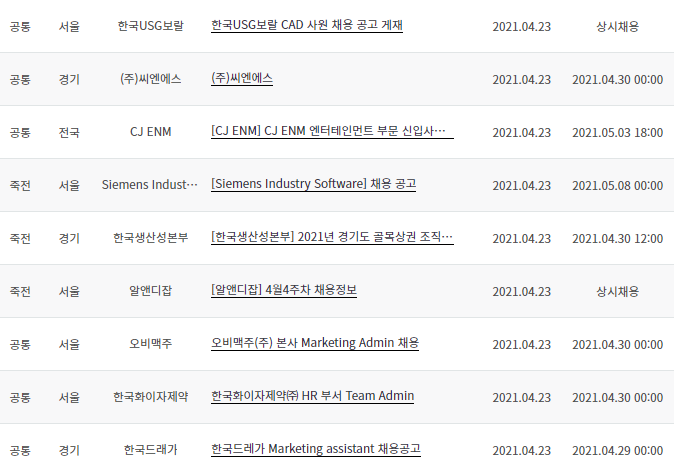 공통 서울 한국USG보랄 한국USG보랄 CAD 사원 채용 공고 게재 2021.04.23 상시채용
공통 경기 (주)씨엔에스 (주)씨엔에스 2021.04.23 2021.04.30 00:00
공통 전국 CJ ENM [CJ ENM] CJ ENM 엔터테인먼트 부문 신입사… 2021.04.23 2021.05.03 18:00
죽전 서울 Siemens Indust… [Siemens Industry Software] 채용 공고 2021.04.23 2021.05.08 00:00
죽전 경기 한국생산성본부 [한국생산성본부] 2021년 경기도 골목상권 조직… 2021.04.23 2021.04.30 12:00
죽전 서울 알앤디잡 [알앤디잡] 4월4주차 채용정보 2021.04.23 상시채용
공통 서울 오비맥주 오비맥주(주) 본사 Marketing Admin 채용 2021.04.23 2021.04.30 00:00
공통 서울 한국화이자제약 한국화이자제약㈜ HR 부서 Team Admin 2021.04.23 2021.04.30 00:00
공통 경기 한국드래가 한국드레가 Marketing assistant 채용공고 2021.04.23 2021.04.29 00:00